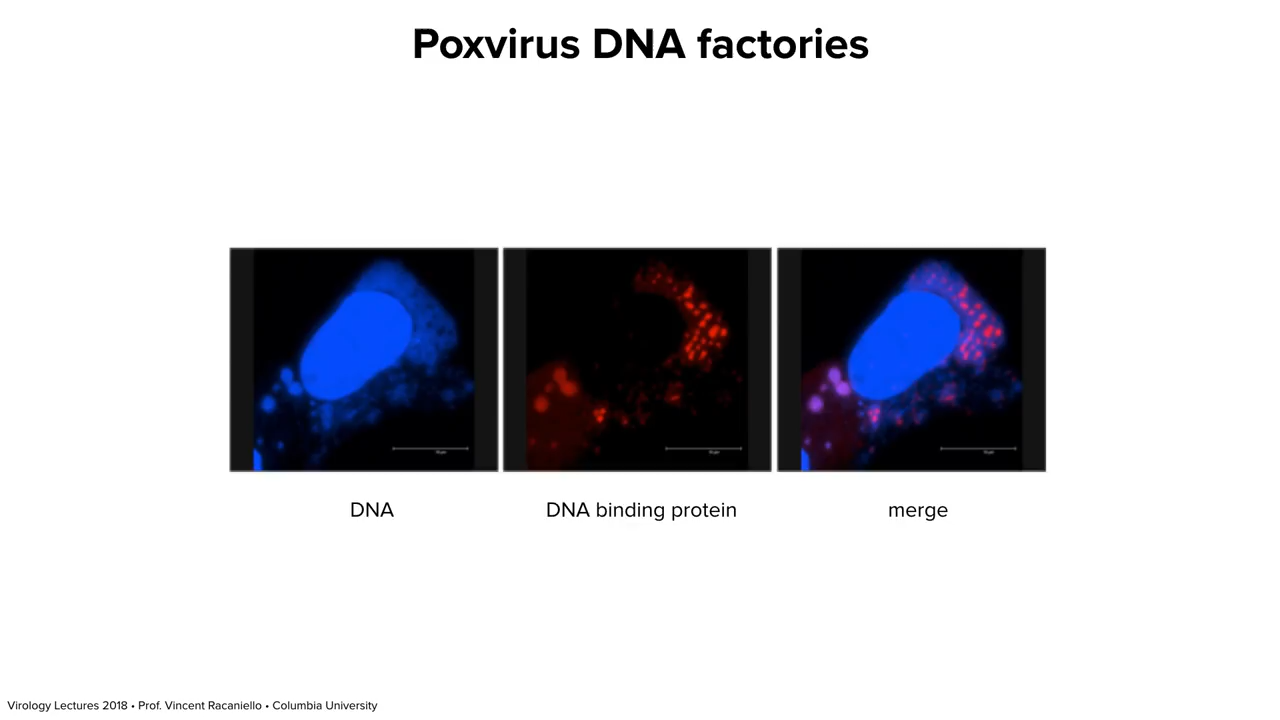 Poxvirus DNA factories
DNA
DNA binding protein
merge
Virology Lectures 2018 • Prof. Vincent Racaniello • Columbia University